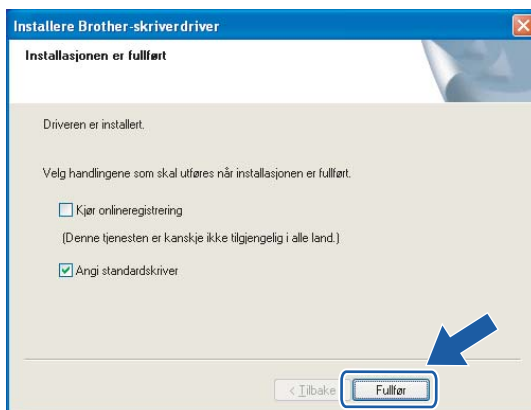 Installere Brother-skriverdriver
Installasjonen er fullført
Driveren er installert.
Velg handlingene som skal utføres når installasjonen er fullført.
Kjør onlineregistrering
(Denne tjenesten er kanskje ikke tilgjengelig i alle land.)
Angi standardskriver
< Tilbake
Fullfør